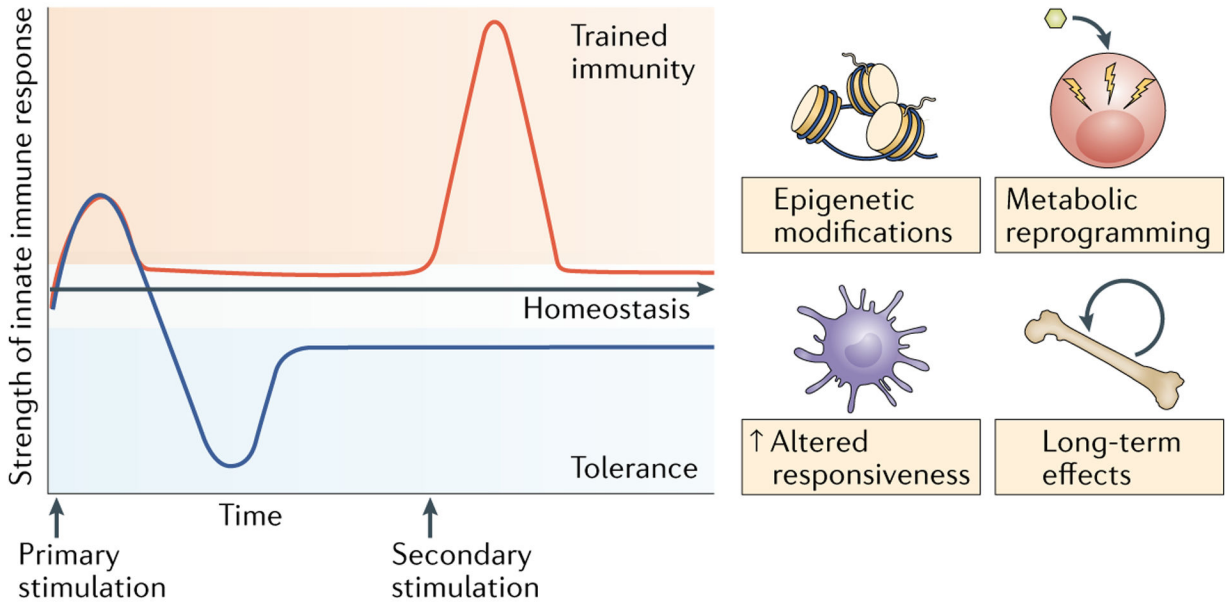 Strength of innate immune response
Trained
immunity
Homeostasis
Tolerance
Time
Primary
stimulation
Secondary
stimulation
Epigenetic
modifications
Metabolic
reprogramming
↑ Altered
responsiveness
Long-term
effects